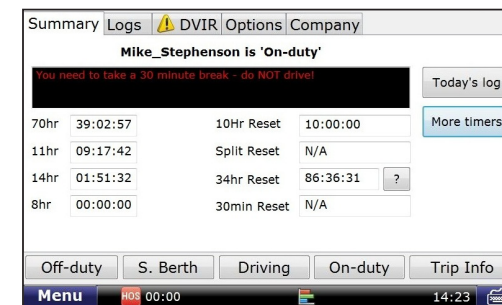 Summary Logs DVIR Options Company
Mike_Stephenson is 'On-duty'
You need to take a 30 minute break - do NOT drive!
Today's log
70hr 39:02:57 10Hr Reset 10:00:00 More timers
11hr 09:17:42 Split Reset N/A
14hr 01:51:32 34hr Reset 86:36:31 ?
8hr 00:00:00 30min Reset N/A
Off-duty S. Berth Driving On-duty Trip Info
Menu HOS 00:00 14:23